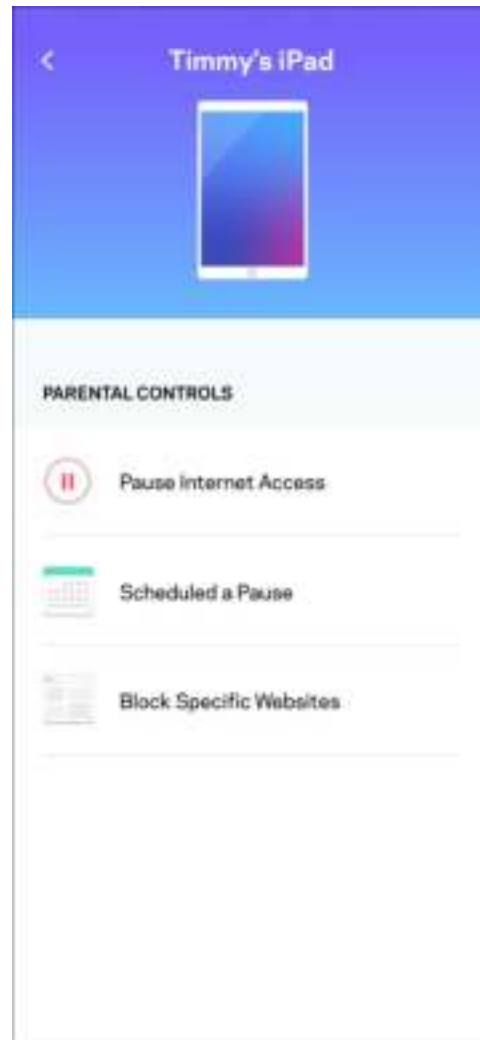 Timmy's iPad
PARENTAL CONTROLS
Pause Internet Access
Scheduled a Pause
Block Specific Websites